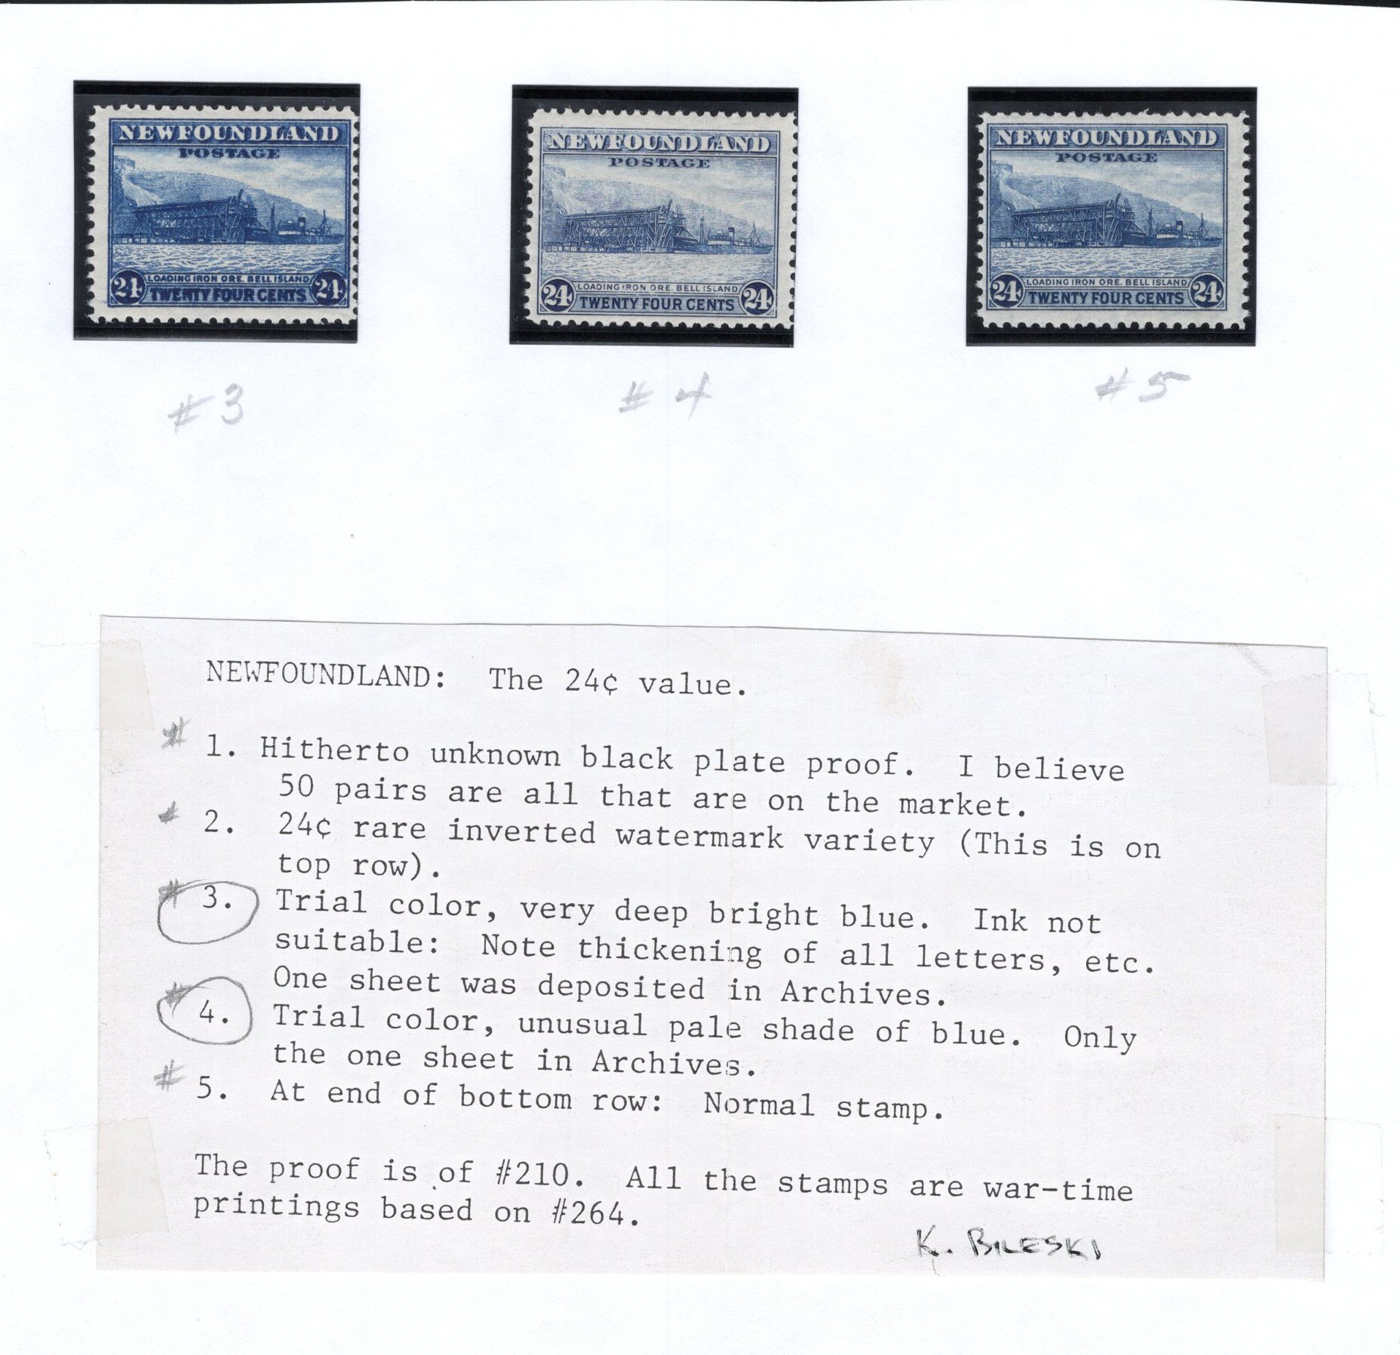 NEWFOUNDLAND
POSTAGE
LOADING IRON ORE, BELL ISLAND
24 TWENTY FOUR CENTS 24
NEWFOUNDLAND
POSTAGE
LOADING IRON ORE, BELL ISLAND
24 TWENTY FOUR CENTS 24
NEWFOUNDLAND
POSTAGE
LOADING IRON ORE, BELL ISLAND
24 TWENTY FOUR CENTS 24
#3
#4
#5
NEWFOUNDLAND: The 24¢ value.
# 1. Hitherto unknown black plate proof. I believe
50 pairs are all that are on the market.
# 2. 24¢ rare inverted watermark variety (This is on
top row).
# 3. Trial color, very deep bright blue. Ink not
suitable: Note thickening of all letters, etc.
One sheet was deposited in Archives.
# 4. Trial color, unusual pale shade of blue. Only
the one sheet in Archives.
# 5. At end of bottom row: Normal stamp.
The proof is of #210. All the stamps are war-time
printings based on #264.
K. BILESKI